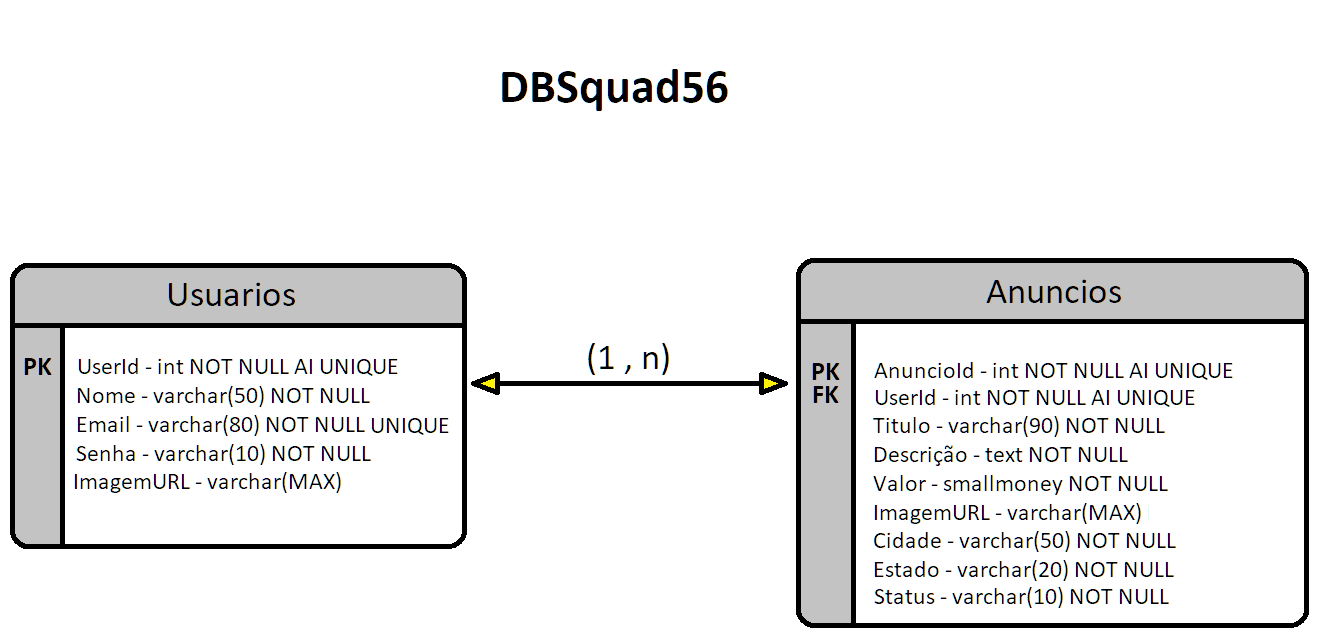 DBSquad56
Usuarios
PK
UserId - int NOT NULL AI UNIQUE
Nome - varchar(50) NOT NULL
Email - varchar(80) NOT NULL UNIQUE
Senha - varchar(10) NOT NULL
ImagemURL - varchar(MAX)
(1 , n)
Anuncios
PK
FK
AnuncioId - int NOT NULL AI UNIQUE
UserId - int NOT NULL AI UNIQUE
Titulo - varchar(90) NOT NULL
Descrição - text NOT NULL
Valor - smallmoney NOT NULL
ImagemURL - varchar(MAX)
Cidade - varchar(50) NOT NULL
Estado - varchar(20) NOT NULL
Status - varchar(10) NOT NULL